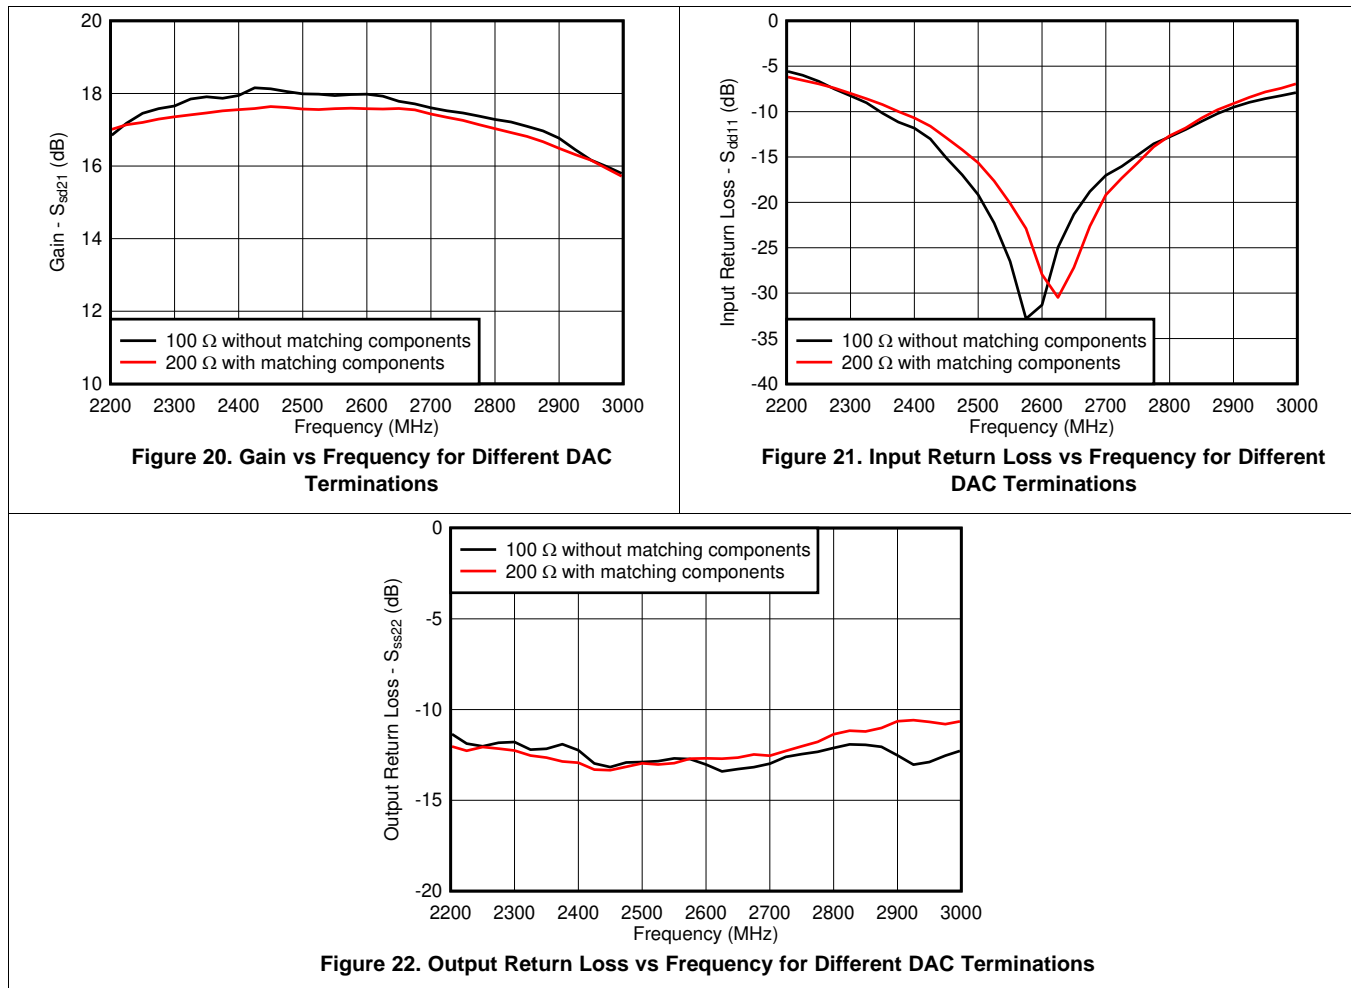 20
18
16
14
12
10
Gain - Ssd21 (dB)
100 Ω without matching components
200 Ω with matching components
2200 2300 2400 2500 2600 2700 2800 2900 3000
Frequency (MHz)
Figure 20. Gain vs Frequency for Different DAC
Terminations
0
-5
-10
-15
-20
-25
-30
-35
-40
Input Return Loss - Sdd11 (dB)
100 Ω without matching components
200 Ω with matching components
2200 2300 2400 2500 2600 2700 2800 2900 3000
Frequency (MHz)
Figure 21. Input Return Loss vs Frequency for Different
DAC Terminations
0
-5
-10
-15
-20
Output Return Loss - Sss22 (dB)
100 Ω without matching components
200 Ω with matching components
2200 2300 2400 2500 2600 2700 2800 2900 3000
Frequency (MHz)
Figure 22. Output Return Loss vs Frequency for Different DAC Terminations